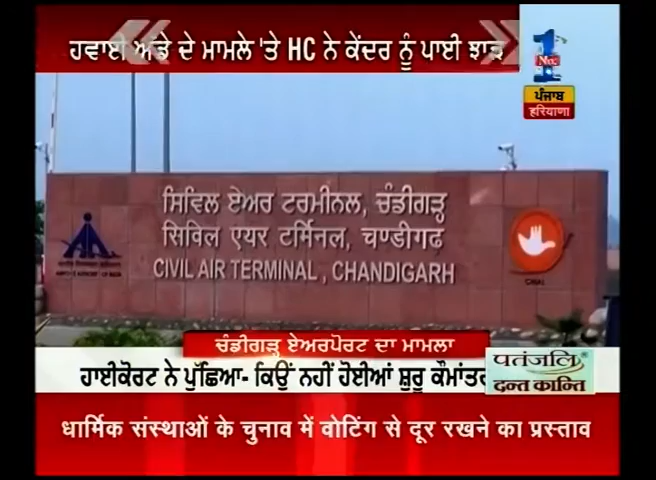 ਹਵਾਈ ਅੱਡੇ ਦੇ ਮਾਮਲੇ 'ਤੇ HC ਨੇ ਕੇਂਦਰ ਨੂੰ ਪਾਈ ਝਾੜ
1
No.
ਪੰਜਾਬ
हरियाणा
ਸਿਵਿਲ ਏਅਰ ਟਰਮੀਨਲ, ਚੰਡੀਗੜ੍ਹ
सिविल एयर टर्मिनल, चण्डीगढ़
CIVIL AIR TERMINAL, CHANDIGARH
CHIAL
ਚੰਡੀਗੜ੍ਹ ਏਅਰਪੋਰਟ ਦਾ ਮਾਮਲਾ
ਹਾਈਕੋਰਟ ਨੇ ਪੁੱਛਿਆ- ਕਿਉਂ ਨਹੀਂ ਹੋਈਆਂ ਸ਼ੁਰੂ ਕੌਮਾਂਤਰ
पतंजलि®
दन्त कान्ति
धार्मिक संस्थाओं के चुनाव में वोटिंग से दूर रखने का प्रस्ताव